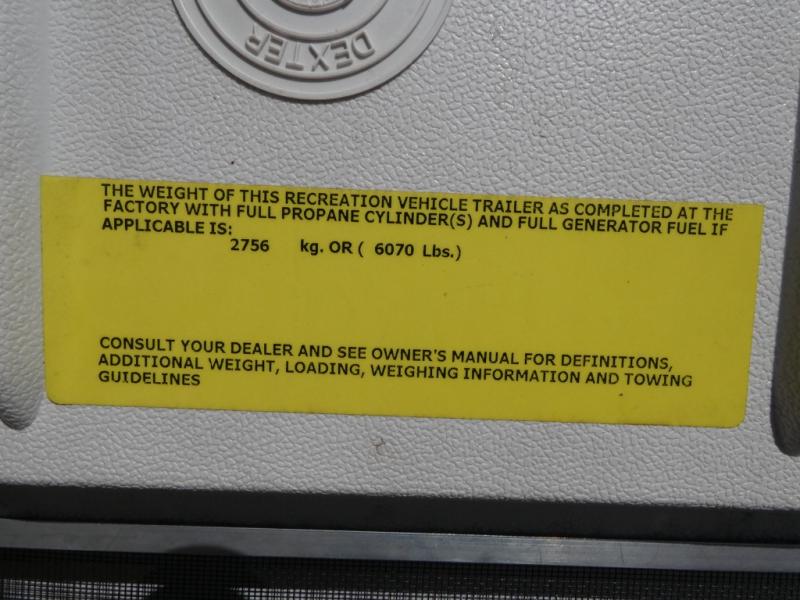 DEXTER
THE WEIGHT OF THIS RECREATION VEHICLE TRAILER AS COMPLETED AT THE
FACTORY WITH FULL PROPANE CYLINDER(S) AND FULL GENERATOR FUEL IF
APPLICABLE IS:
2756 kg. OR ( 6070 Lbs.)
CONSULT YOUR DEALER AND SEE OWNER'S MANUAL FOR DEFINITIONS,
ADDITIONAL WEIGHT, LOADING, WEIGHING INFORMATION AND TOWING
GUIDELINES